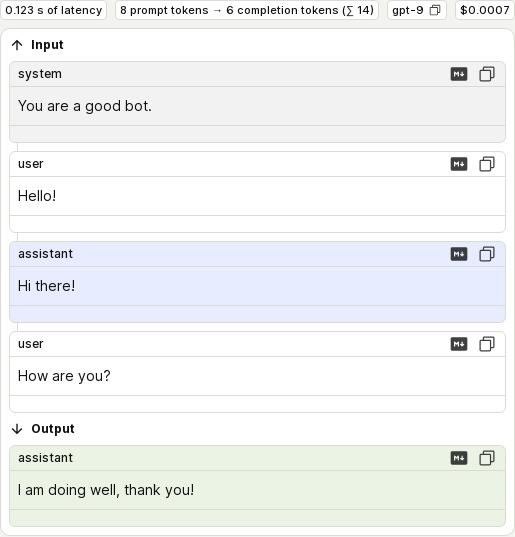 0.123 s of latency 8 prompt tokens → 6 completion tokens (∑ 14) gpt-9 $0.0007
↑ Input
system M↓
You are a good bot.
user M↓
Hello!
assistant M↓
Hi there!
user M↓
How are you?
↓ Output
assistant M↓
I am doing well, thank you!